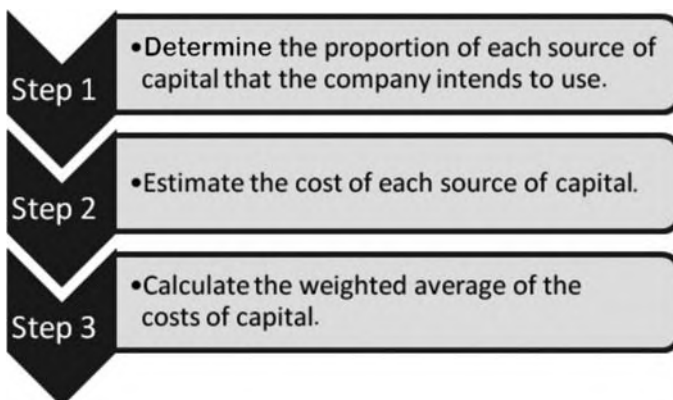 Step 1
•Determine the proportion of each source of
capital that the company intends to use.
Step 2
•Estimate the cost of each source of capital.
Step 3
•Calculate the weighted average of the
costs of capital.